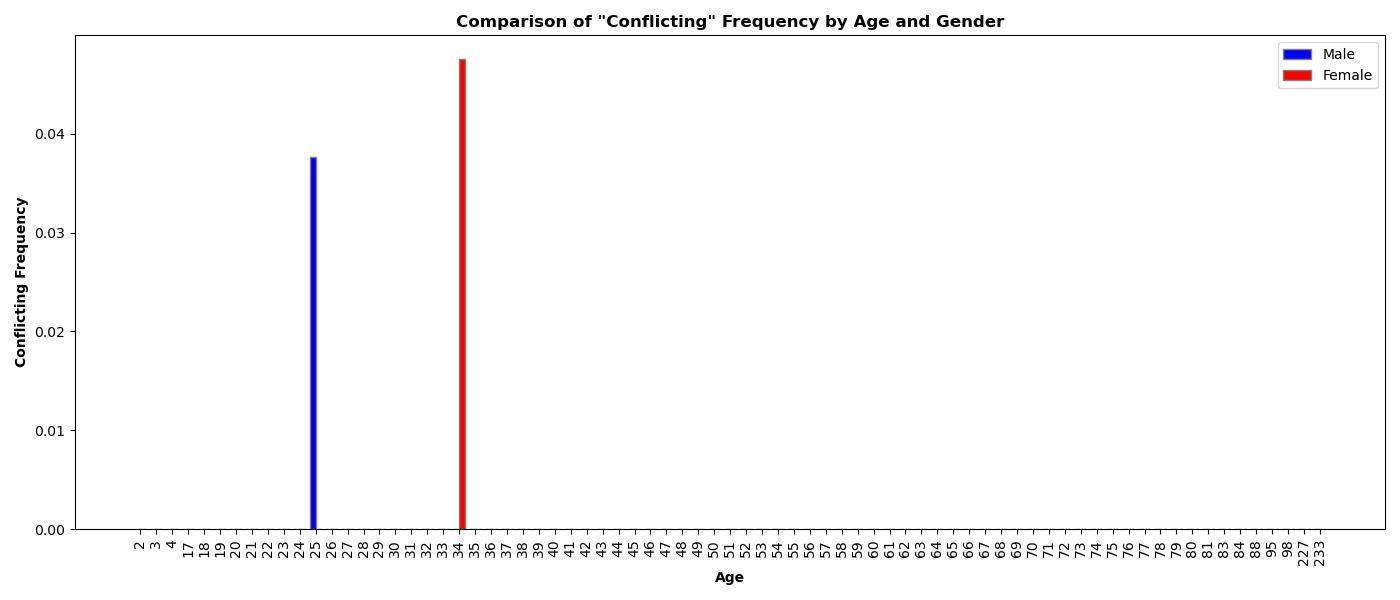 Comparison of "Conflicting" Frequency by Age and Gender
Male
Female
Conflicting Frequency
0.04
0.03
0.02
0.01
0.00
2 3 4 17 18 19 20 21 22 23 24 25 26 27 28 29 30 31 32 33 34 35 36 37 38 39 40 41 42 43 44 45 46 47 48 49 50 51 52 53 54 55 56 57 58 59 60 61 62 63 64 65 66 67 68 69 70 71 72 73 74 75 76 77 78 79 80 81 83 84 88 95 98 227 233
Age